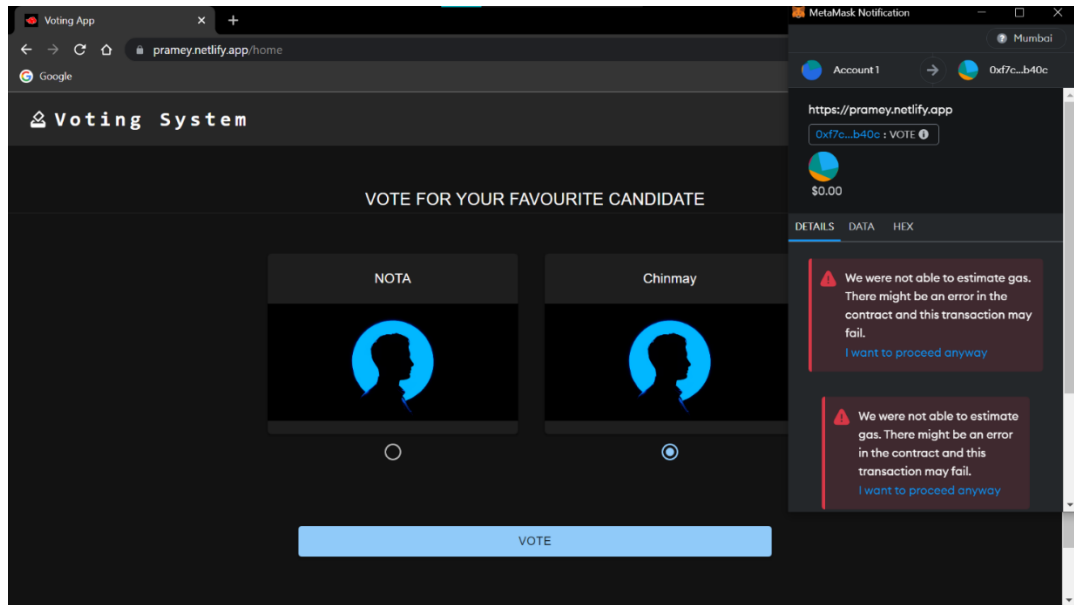 Voting App
pramey.netlify.app/home
Google
Voting System
VOTE FOR YOUR FAVOURITE CANDIDATE
NOTA
Chinmay
VOTE
MetaMask Notification
Mumbai
Account 1
0xf7c...b40c
https://pramey.netlify.app
0xf7c...b40c : VOTE
$0.00
DETAILS DATA HEX
We were not able to estimate gas.
There might be an error in the
contract and this transaction may
fail.
I want to proceed anyway
We were not able to estimate
gas. There might be an error
in the contract and this
transaction may fail.
I want to proceed anyway